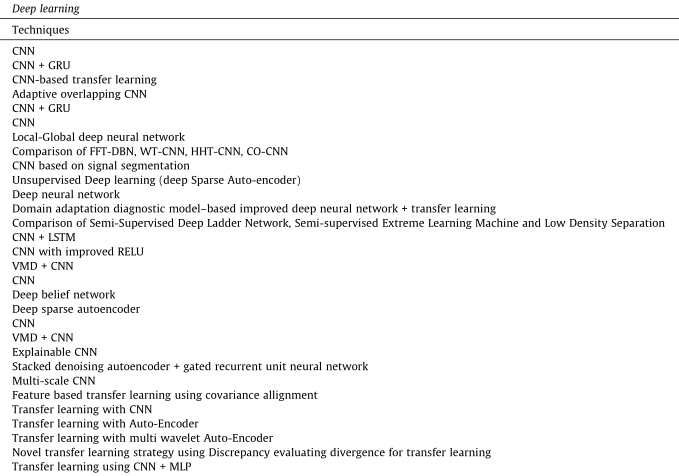 Deep learning
Techniques
CNN
CNN + GRU
CNN-based transfer learning
Adaptive overlapping CNN
CNN + GRU
CNN
Local-Global deep neural network
Comparison of FFT-DBN, WT-CNN, HHT-CNN, CO-CNN
CNN based on signal segmentation
Unsupervised Deep learning (deep Sparse Auto-encoder)
Deep neural network
Domain adaptation diagnostic model–based improved deep neural network + transfer learning
Comparison of Semi-Supervised Deep Ladder Network, Semi-supervised Extreme Learning Machine and Low Density Separation
CNN + LSTM
CNN with improved RELU
VMD + CNN
CNN
Deep belief network
Deep sparse autoencoder
CNN
VMD + CNN
Explainable CNN
Stacked denoising autoencoder + gated recurrent unit neural network
Multi-scale CNN
Feature based transfer learning using covariance allignment
Transfer learning with CNN
Transfer learning with Auto-Encoder
Transfer learning with multi wavelet Auto-Encoder
Novel transfer learning strategy using Discrepancy evaluating divergence for transfer learning
Transfer learning using CNN + MLP